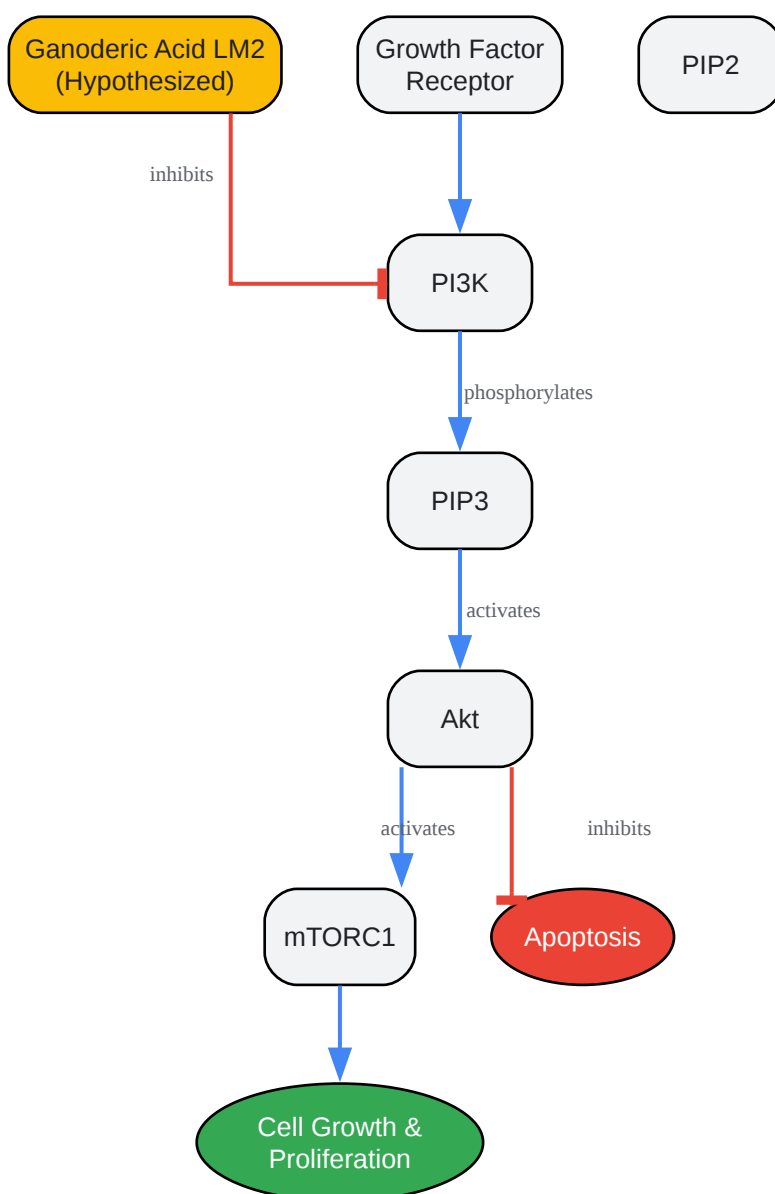 Ganoderic Acid LM2
(Hypothesized)
Growth Factor
Receptor
PIP2
inhibits
PI3K
phosphorylates
PIP3
activates
Akt
activates
inhibits
mTORC1
Apoptosis
Cell Growth &
Proliferation